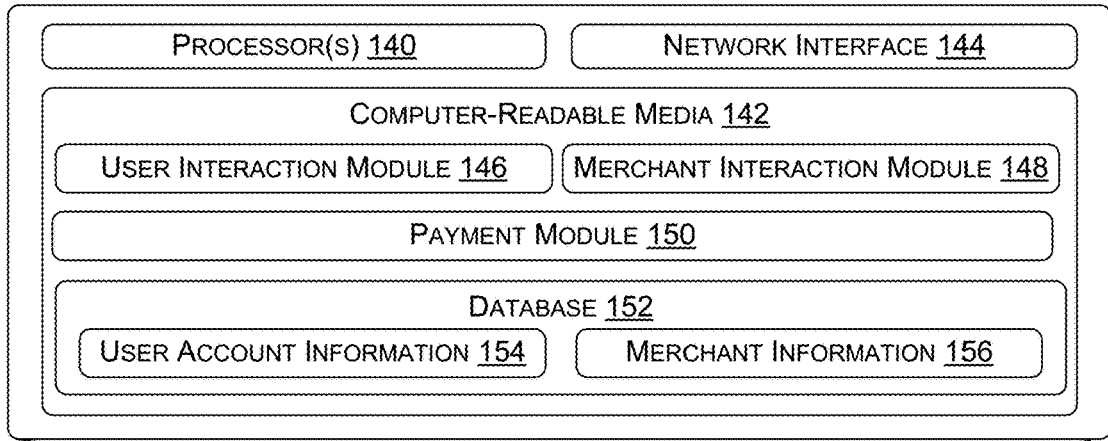 PROCESSOR(S) 140
NETWORK INTERFACE 144
COMPUTER-READABLE MEDIA 142
USER INTERACTION MODULE 146
MERCHANT INTERACTION MODULE 148
PAYMENT MODULE 150
DATABASE 152
USER ACCOUNT INFORMATION 154
MERCHANT INFORMATION 156